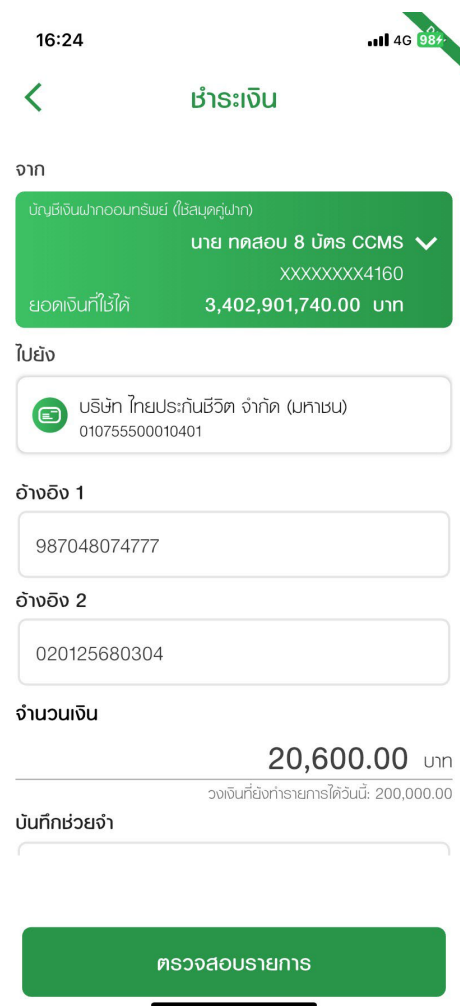 16:24
4G 98
ชำระเงิน
จาก
บัญชีเงินฝากออมทรัพย์ (ใช้สมุดคู่ฝาก)
นาย ทดสอบ 8 บัตร CCMS
XXXXXXXX4160
ยอดเงินที่ใช้ได้ 3,402,901,740.00 บาท
ไปยัง
บริษัท ไทยประกันชีวิต จำกัด (มหาชน)
010755500010401
อ้างอิง 1
987048074777
อ้างอิง 2
020125680304
จำนวนเงิน
20,600.00 บาท
วงเงินที่ยังทำรายการได้วันนี้: 200,000.00
บันทึกช่วยจำ
ตรวจสอบรายการ